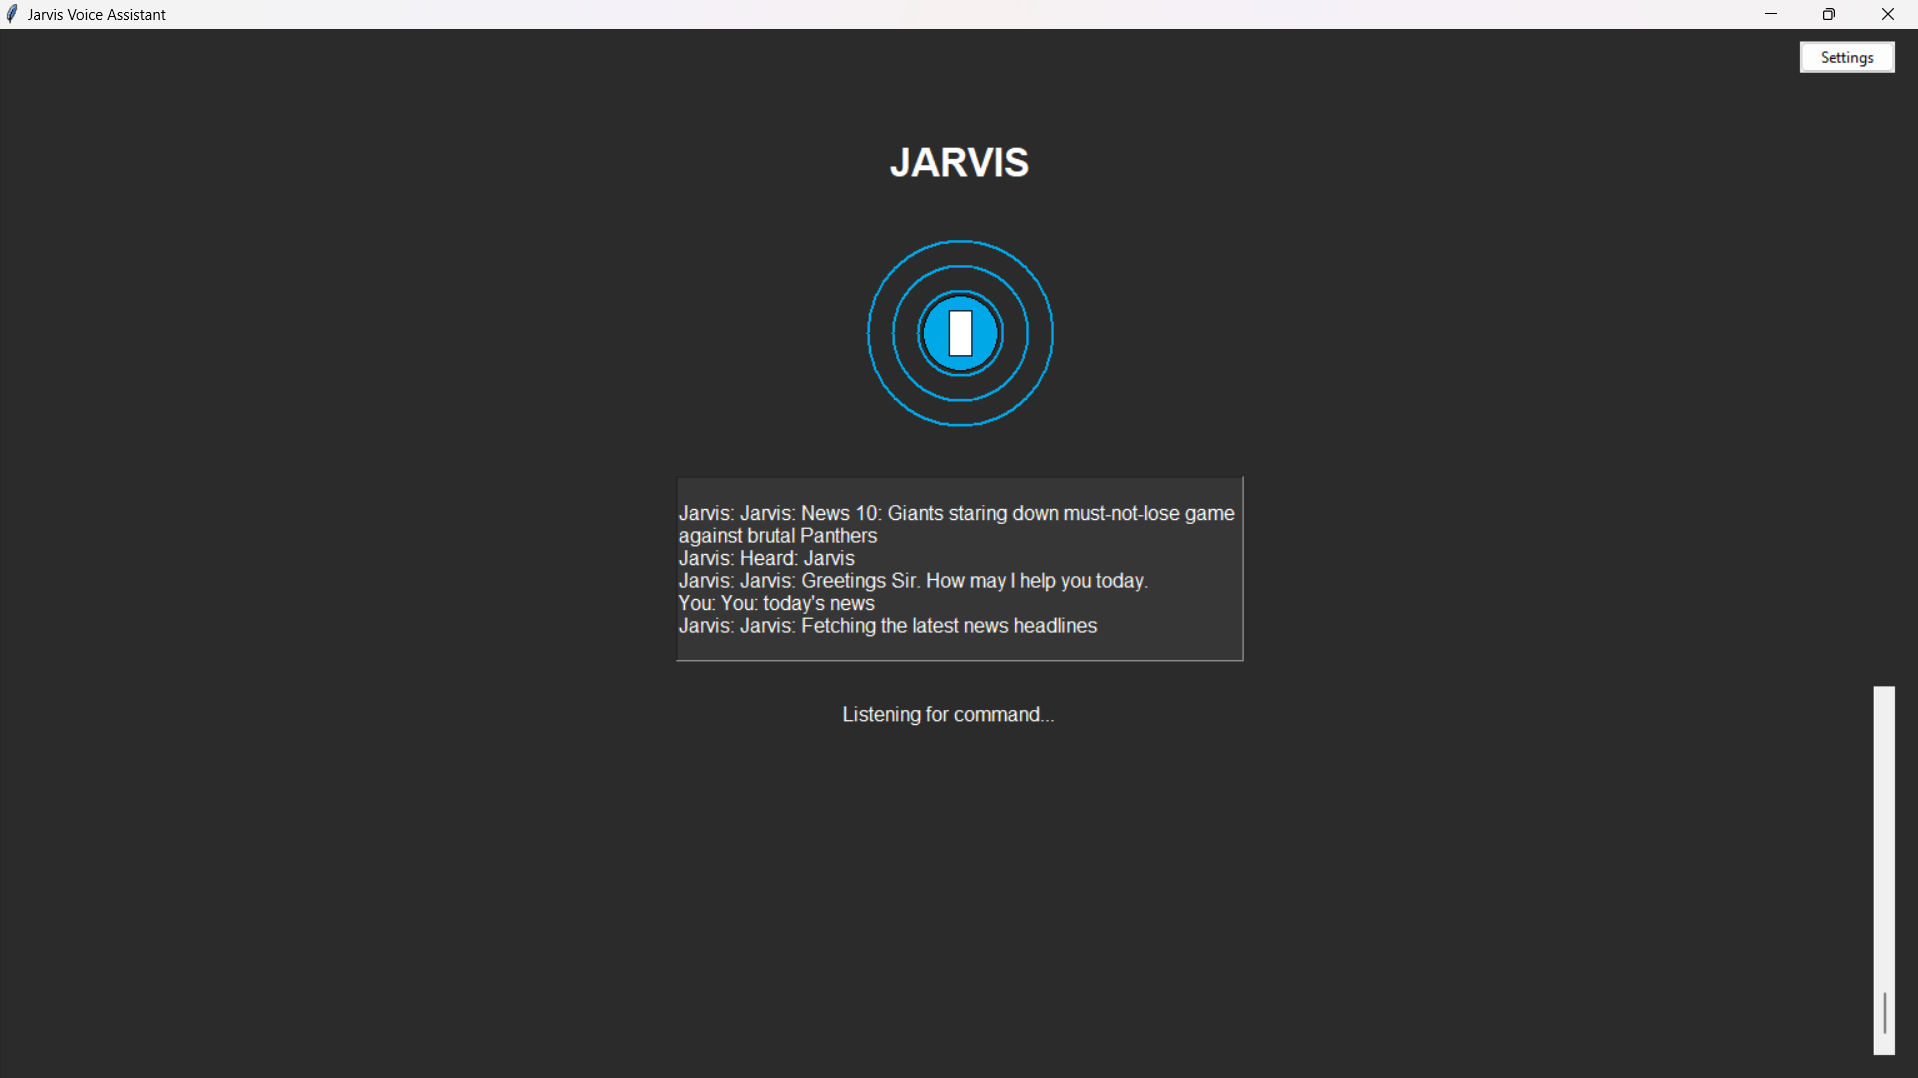 Jarvis Voice Assistant
Settings
JARVIS
Jarvis: Jarvis: News 10: Giants staring down must-not-lose game
against brutal Panthers
Jarvis: Heard: Jarvis
Jarvis: Jarvis: Greetings Sir. How may I help you today.
You: You: today's news
Jarvis: Jarvis: Fetching the latest news headlines
Listening for command...